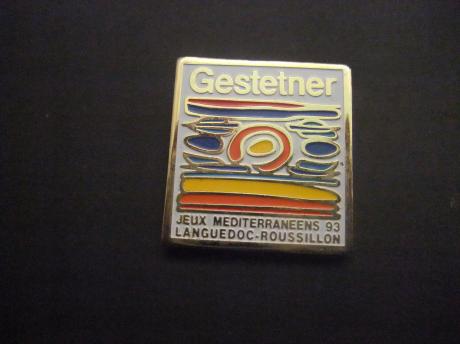 Gestetner
JEUX MEDITERRANEENS 93
LANGUEDOC-ROUSSILLON